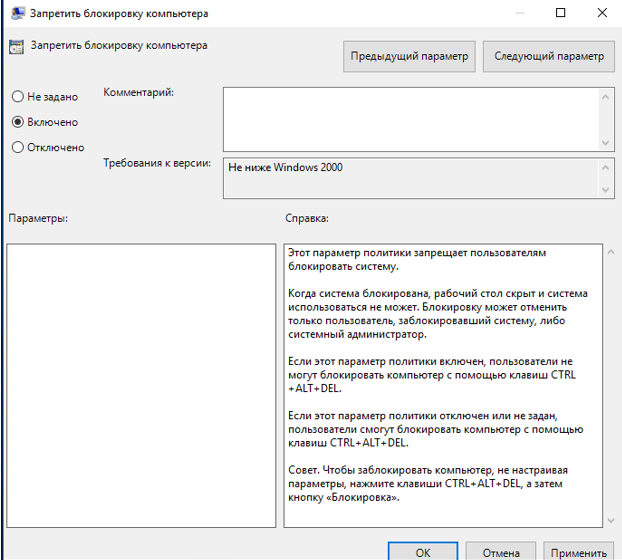 Запретить блокировку компьютера
Запретить блокировку компьютера
Предыдущий параметр
Следующий параметр
Не задано
Комментарий:
Включено
Отключено
Требования к версии:
Не ниже Windows 2000
Параметры:
Справка:
Этот параметр политики запрещает пользователям
блокировать систему.
Когда система блокирована, рабочий стол скрыт и система
использоваться не может. Блокировку может отменить
только пользователь, заблокировавший систему, либо
системный администратор.
Если этот параметр политики включен, пользователи не
могут блокировать компьютер с помощью клавиш CTRL
+ALT+DEL.
Если этот параметр политики отключен или не задан,
пользователи смогут блокировать компьютер с помощью
клавиш CTRL+ALT+DEL.
Совет. Чтобы заблокировать компьютер, не настраивая
параметры, нажмите клавиши CTRL+ALT+DEL, а затем
кнопку «Блокировка».
ОК
Отмена
Применить